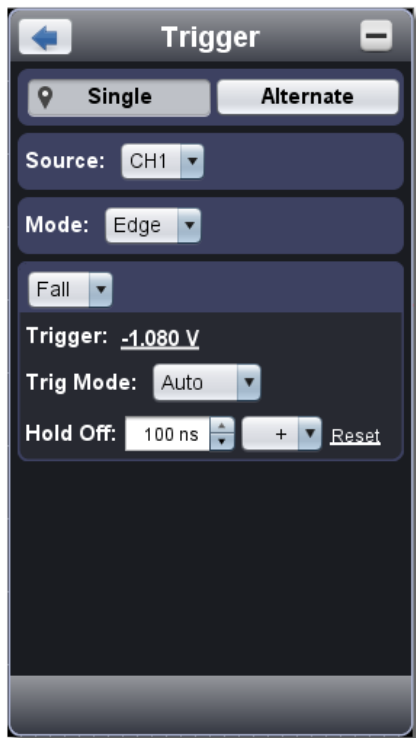 Trigger
Single Alternate
Source: CH1
Mode: Edge
Fall
Trigger: -1.080 V
Trig Mode: Auto
Hold Off: 100 ns + Reset